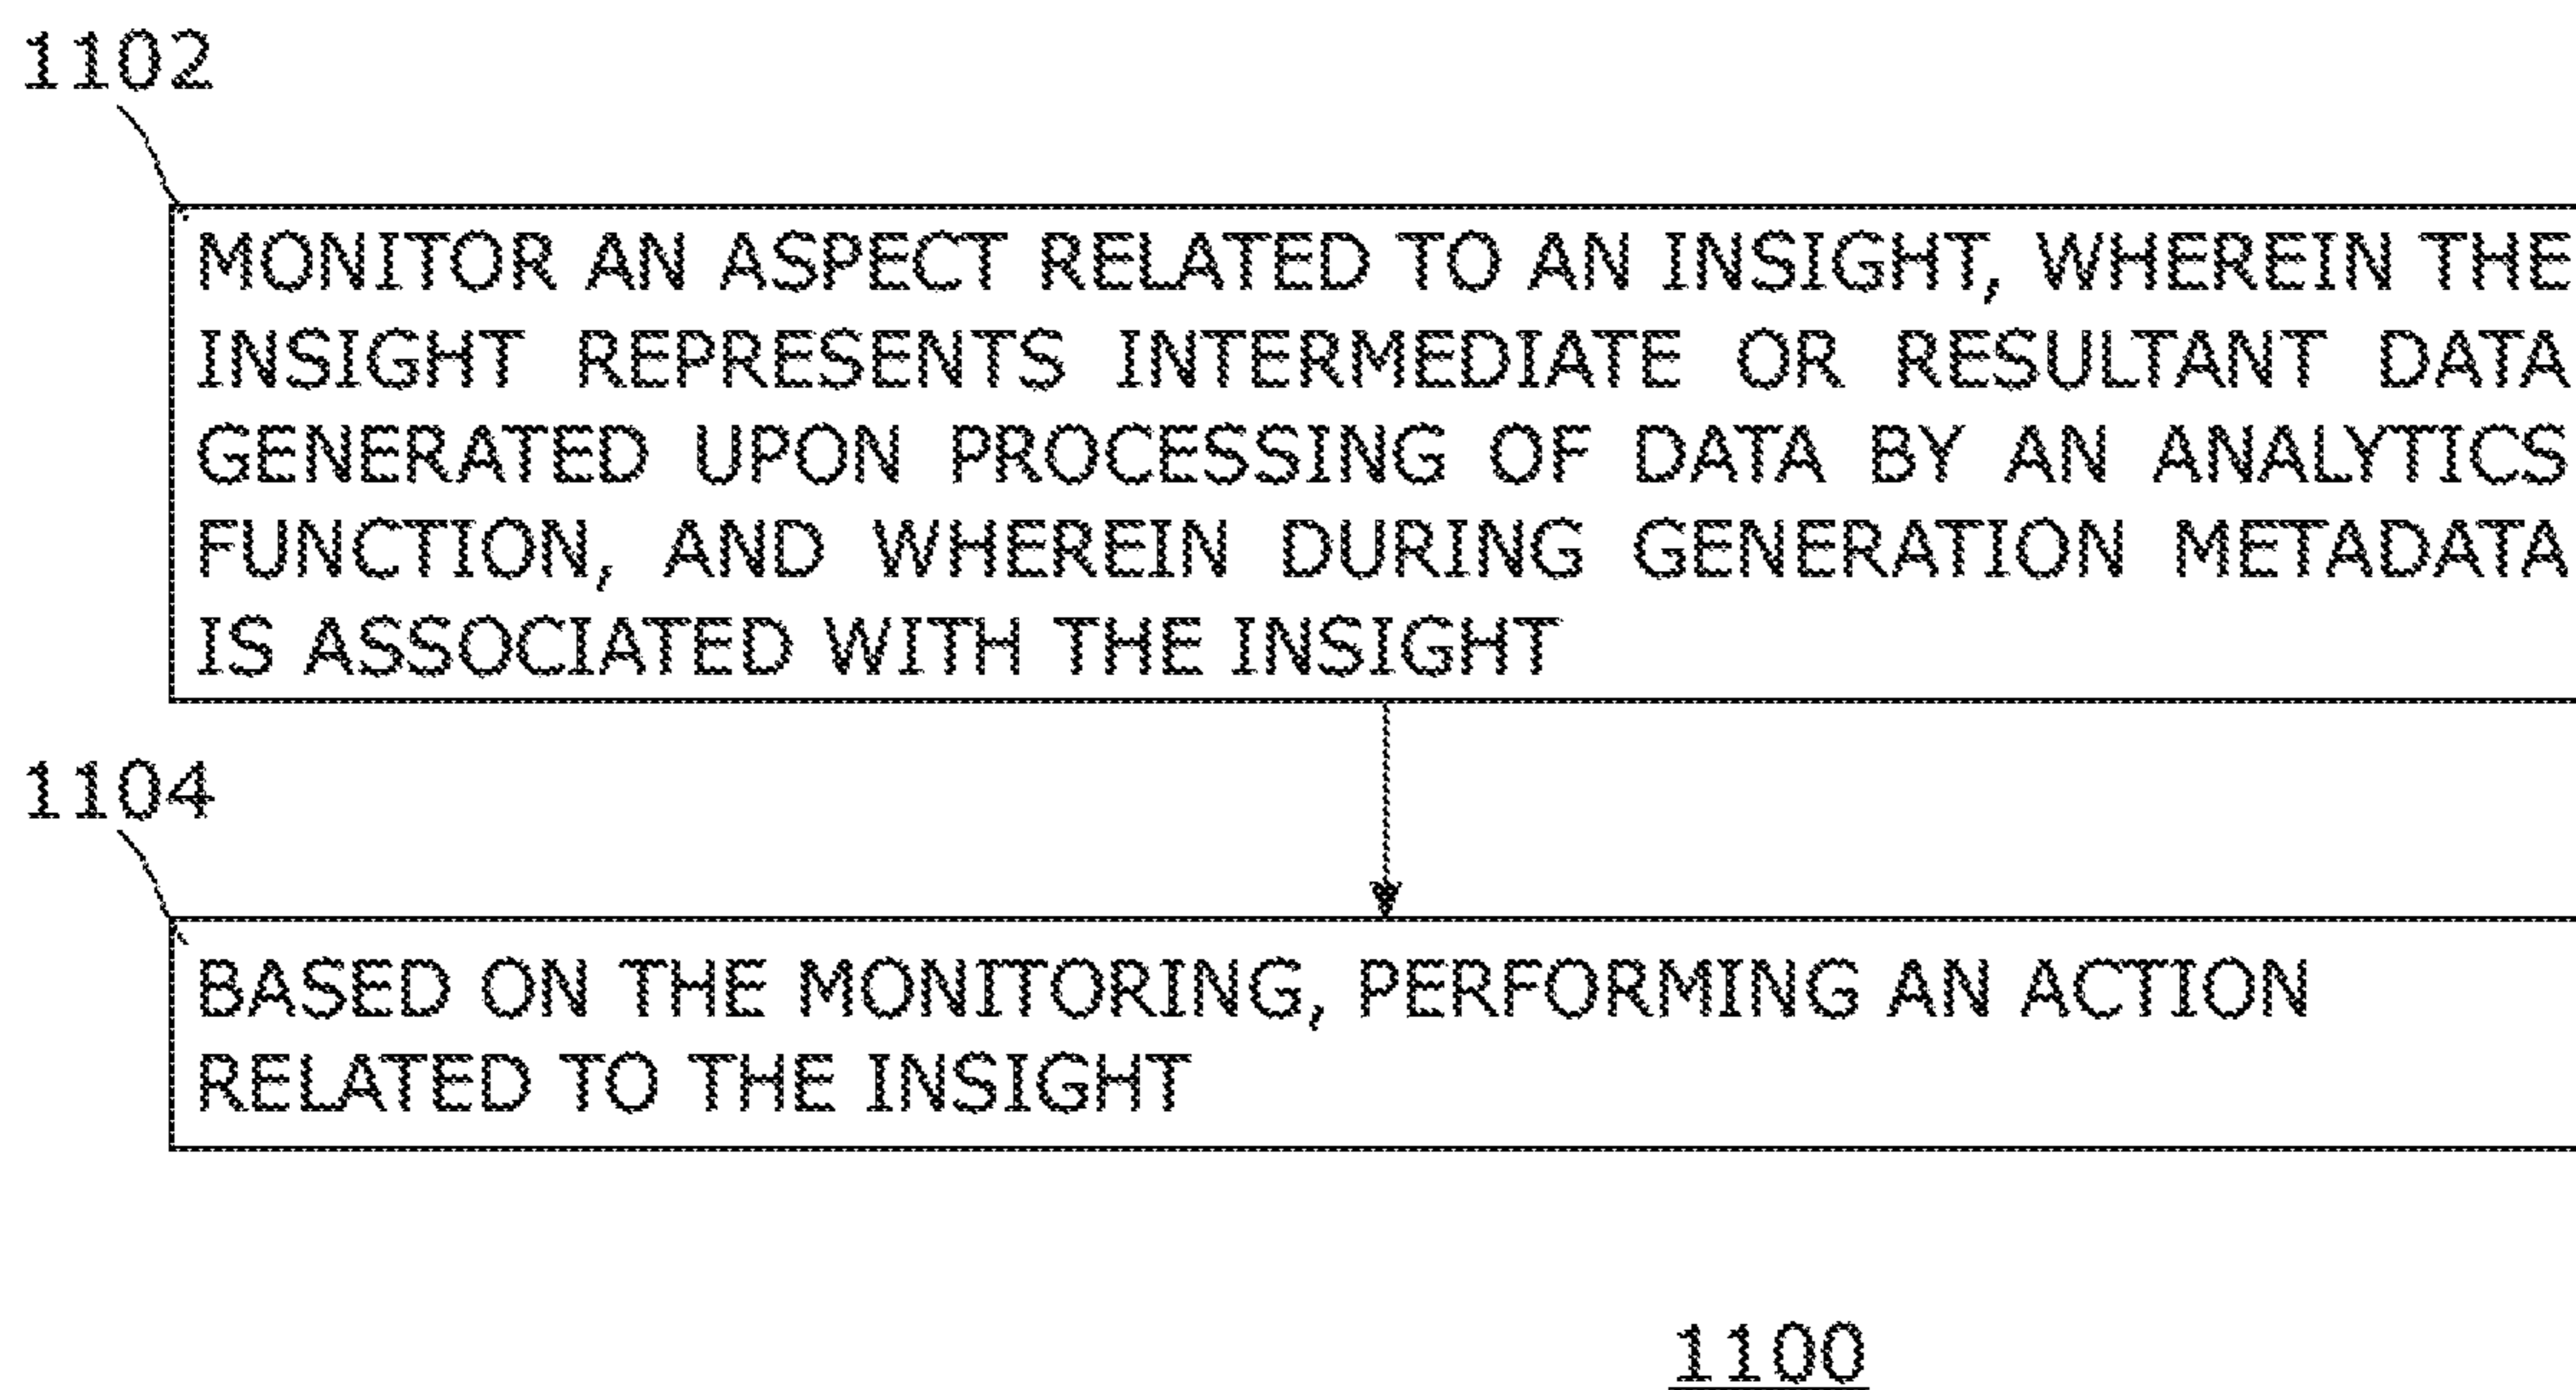 1102
MONITOR AN ASPECT RELATED TO AN INSIGHT, WHEREIN THE
INSIGHT REPRESENTS INTERMEDIATE OR RESULTANT DATA
GENERATED UPON PROCESSING OF DATA BY AN ANALYTICS
FUNCTION, AND WHEREIN DURING GENERATION METADATA
IS ASSOCIATED WITH THE INSIGHT
1104
BASED ON THE MONITORING, PERFORMING AN ACTION
RELATED TO THE INSIGHT
1100